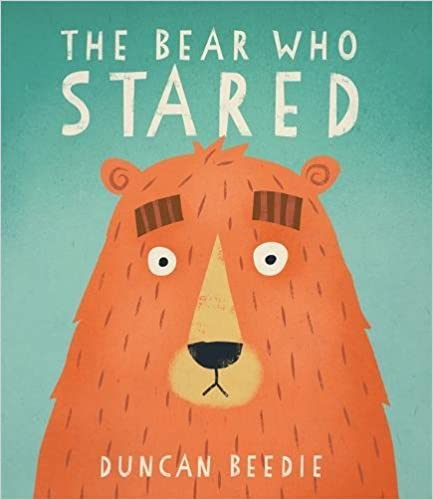 THE BEAR WHO
STARED
DUNCAN BEEDIE